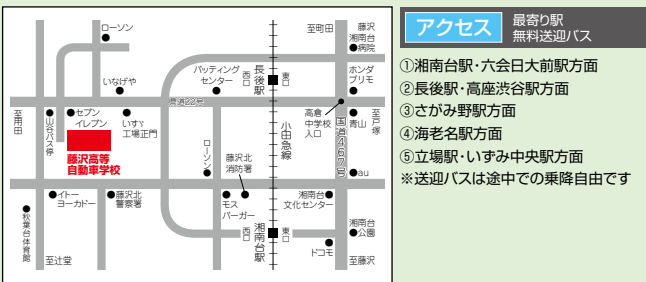 ローソン
至町田
藤沢
湘南台
●病院
いなげや
バッティング
センター
西口
長後駅
東口
ホンダ
プリモ
県道22号
至用田
山谷バス停
●セブン
イレブン
いすゞ
工場正門
高倉
中学校
入口
国道467号
●青山
至戸塚
小田急線
藤沢高等
自動車学校
ローソン
藤沢北
消防署
●au
●イトー
ヨーカドー
●藤沢北
警察署
モス
バーガー
湘南台
文化センター
秋葉台体育館
西口
湘南台駅
東口
湘南台
●公園
ドコモ
至辻堂
至藤沢
アクセス
最寄り駅
無料送迎バス
①湘南台駅・六会日大前駅方面
②長後駅・高座渋谷駅方面
③さがみ野駅方面
④海老名駅方面
⑤立場駅・いずみ中央駅方面
※送迎バスは途中での乗降自由です